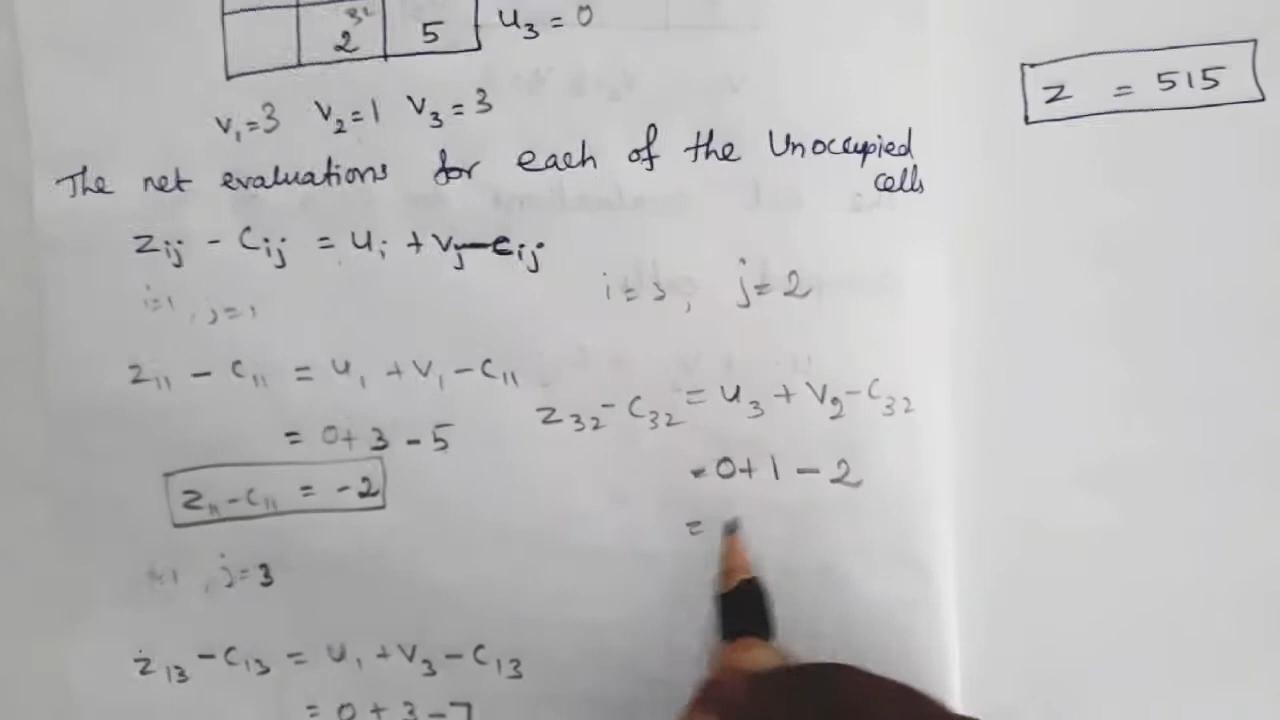 2 5 u₃ = 0
v₁=3 v₂=1 v₃=3
The net evaluations for each of the Unoccupied
cells
zij - cij = ui + vj - cij
i=1, j=1
z₁₁ - c₁₁ = u₁ + v₁ - c₁₁
= 0+3-5
z₁₁-c₁₁ = -2
, j=3
z₁₃ - c₁₃ = u₁ + v₃ - c₁₃
= 0+3-7
i=3, j=2
z₃₂ - c₃₂ = u₃ + v₂ - c₃₂
= 0+1-2
=
z = 515